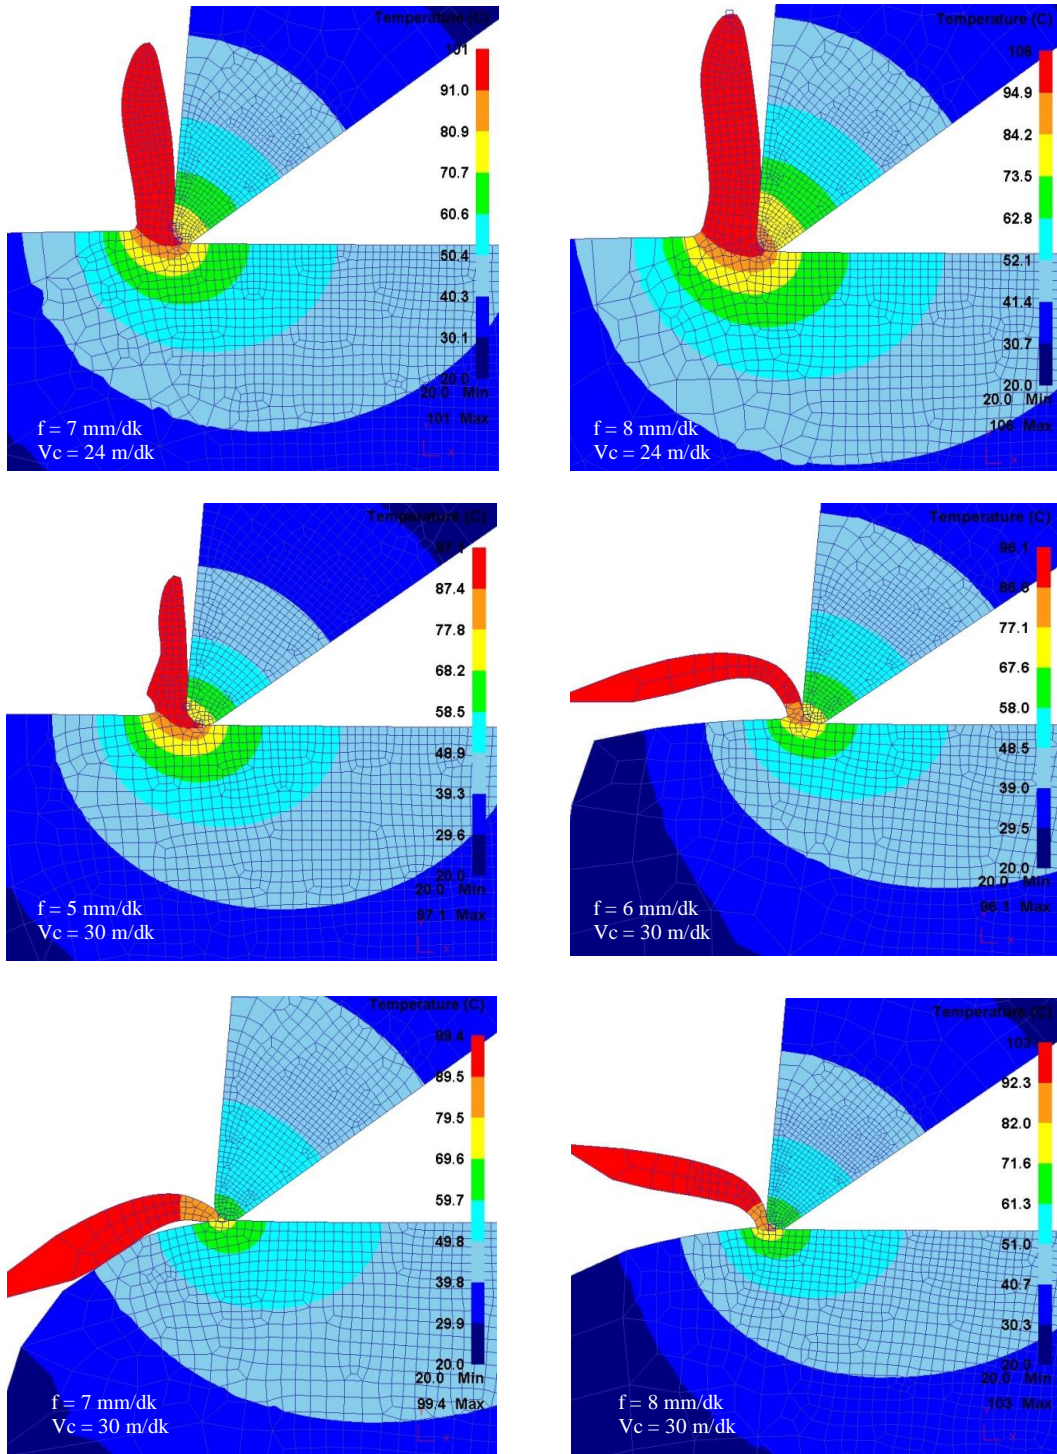 Temperature (C)
101
91.0
80.9
70.7
60.6
50.4
40.3
30.1
20.0
20.0 Min
101 Max
X
f = 7 mm/dk
Vc = 24 m/dk
Temperature (C)
106
94.9
84.2
73.5
62.8
52.1
41.4
30.7
20.0
20.0 Min
106 Max
X
f = 8 mm/dk
Vc = 24 m/dk
Temperature (C)
97.1
87.4
77.8
68.2
58.5
48.9
39.3
29.6
20.0
20.0 Min
97.1 Max
X
f = 5 mm/dk
Vc = 30 m/dk
Temperature (C)
96.1
86.6
77.1
67.6
58.0
48.5
39.0
29.5
20.0
20.0 Min
96.1 Max
X
f = 6 mm/dk
Vc = 30 m/dk
Temperature (C)
99.4
89.5
79.5
69.6
59.7
49.8
39.8
29.9
20.0
20.0 Min
99.4 Max
X
f = 7 mm/dk
Vc = 30 m/dk
Temperature (C)
103
92.3
82.0
71.6
61.3
51.0
40.7
30.3
20.0
20.0 Min
103 Max
X
f = 8 mm/dk
Vc = 30 m/dk